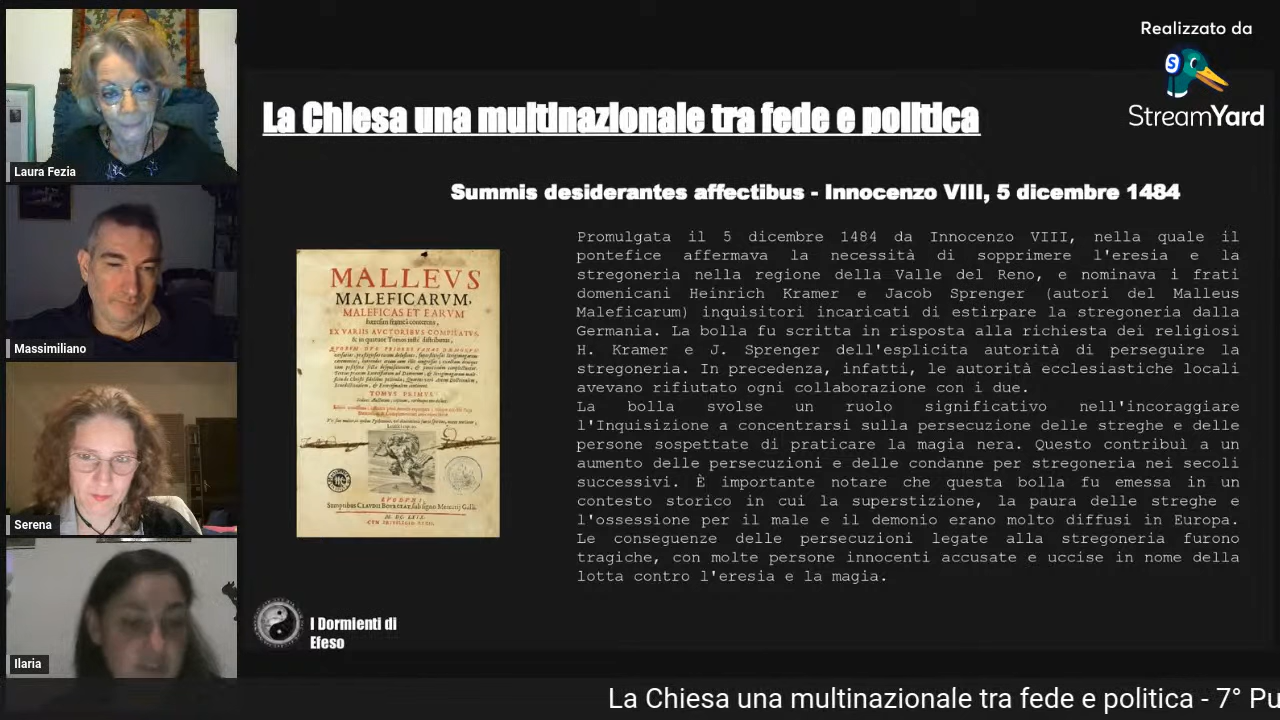 Realizzato da
StreamYard
La Chiesa una multinazionale tra fede e politica
Summis desiderantes affectibus - Innocenzo VIII, 5 dicembre 1484
Promulgata il 5 dicembre 1484 da Innocenzo VIII, nella quale il
pontefice affermava la necessità di sopprimere l'eresia e la
stregoneria nella regione della Valle del Reno, e nominava i frati
domenicani Heinrich Kramer e Jacob Sprenger (autori del Malleus
Maleficarum) inquisitori incaricati di estirpare la stregoneria dalla
Germania. La bolla fu scritta in risposta alla richiesta dei religiosi
H. Kramer e J. Sprenger dell'esplicita autorità di perseguire la
stregoneria. In precedenza, infatti, le autorità ecclesiastiche locali
avevano rifiutato ogni collaborazione con i due.
La bolla svolse un ruolo significativo nell'incoraggiare
l'Inquisizione a concentrarsi sulla persecuzione delle streghe e delle
persone sospettate di praticare la magia nera. Questo contribuì a un
aumento delle persecuzioni e delle condanne per stregoneria nei secoli
successivi. È importante notare che questa bolla fu emessa in un
contesto storico in cui la superstizione, la paura delle streghe e
l'ossessione per il male e il demonio erano molto diffusi in Europa.
Le conseguenze delle persecuzioni legate alla stregoneria furono
tragiche, con molte persone innocenti accusate e uccise in nome della
lotta contro l'eresia e la magia.
MALLEVS
MALEFICARVM,
MALEFICAS ET EARVM
EX VARIIS AVCTORIBVS COMPILATVS,
TOMVS PRIMVS
I Dormienti di
Efeso
Laura Fezia
Massimiliano
Serena
Ilaria
La Chiesa una multinazionale tra fede e politica - 7° Pu